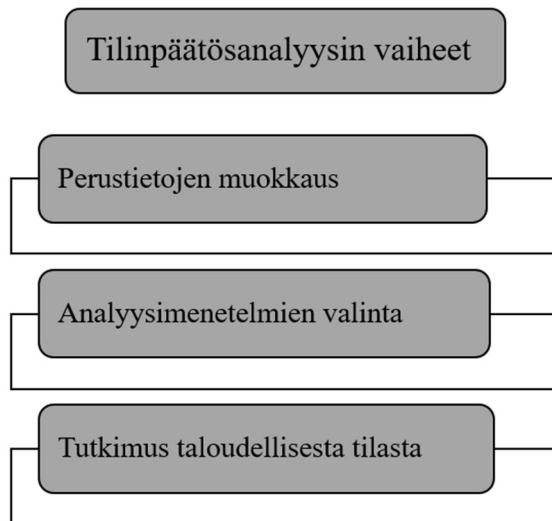 Tilinpäätösanalyysin vaiheet
Perustietojen muokkaus
Analyysimenetelmien valinta
Tutkimus taloudellisesta tilasta